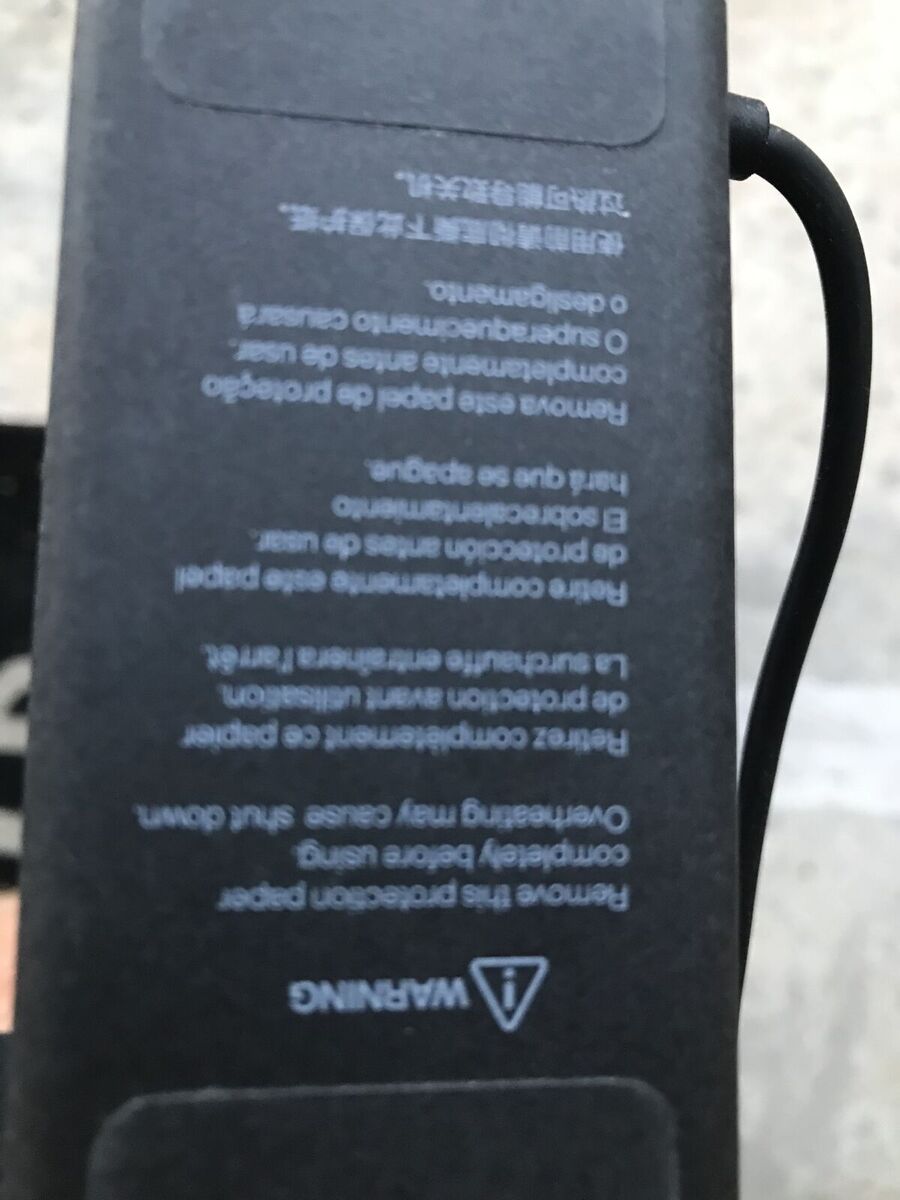 WARNING
Remove this protection paper
completely before using.
Overheating may cause shut down.
Retirez complètement ce papier
de protection avant utilisation.
La surchauffe entraînera l'arrêt.
Retire completamente este papel
de protección antes de usar.
El sobrecalentamiento
hará que se apague.
Remova este papel de proteção
completamente antes de usar.
O superaquecimento causará
o desligamento.
使用前请彻底撕下此保护纸。
"过热可能导致关机。